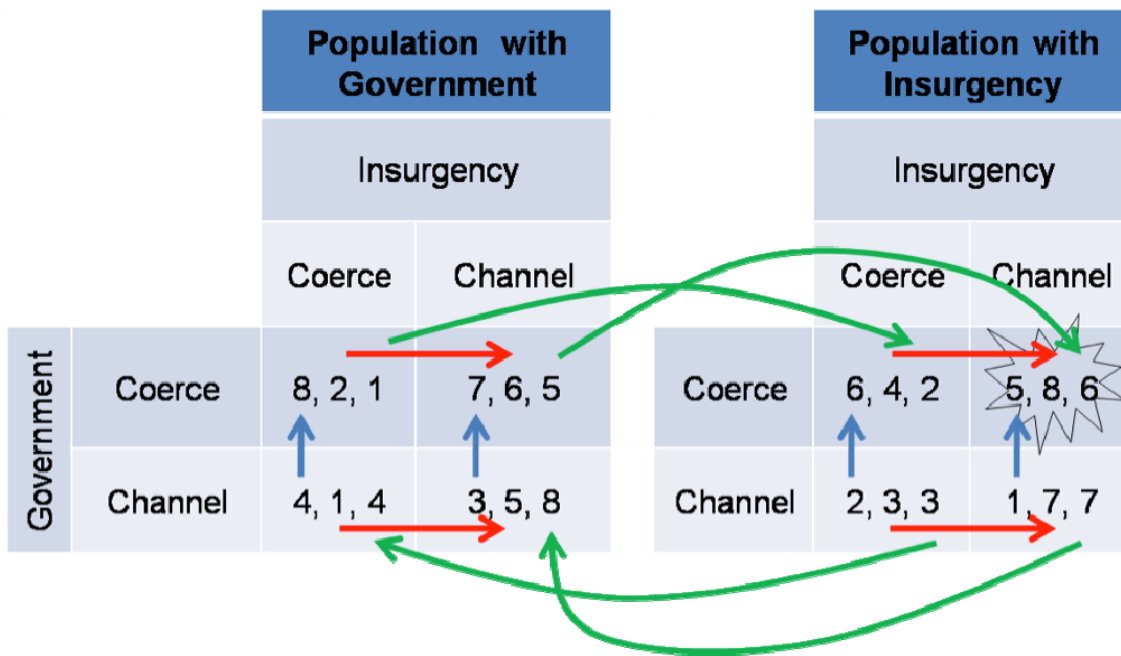 Population with Government
Population with Insurgency
Insurgency
Insurgency
Coerce Channel
Coerce Channel
Government
Coerce 8, 2, 1 7, 6, 5
Coerce 6, 4, 2 5, 8, 6
Channel 4, 1, 4 3, 5, 8
Channel 2, 3, 3 1, 7, 7